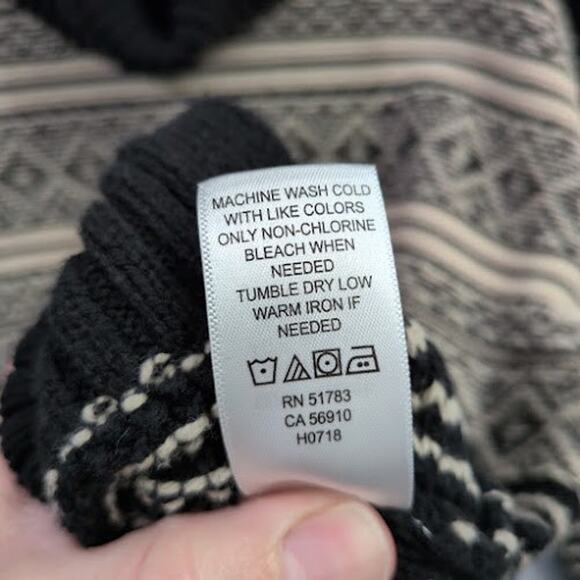 MACHINE WASH COLD
WITH LIKE COLORS
ONLY NON-CHLORINE
BLEACH WHEN
NEEDED
TUMBLE DRY LOW
WARM IRON IF
NEEDED
RN 51783
CA 56910
H0718